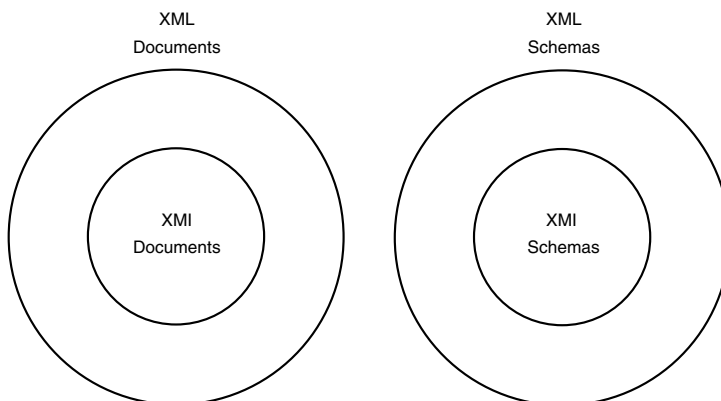 XML
Documents
XML
Schemas
XMI
Documents
XMI
Schemas